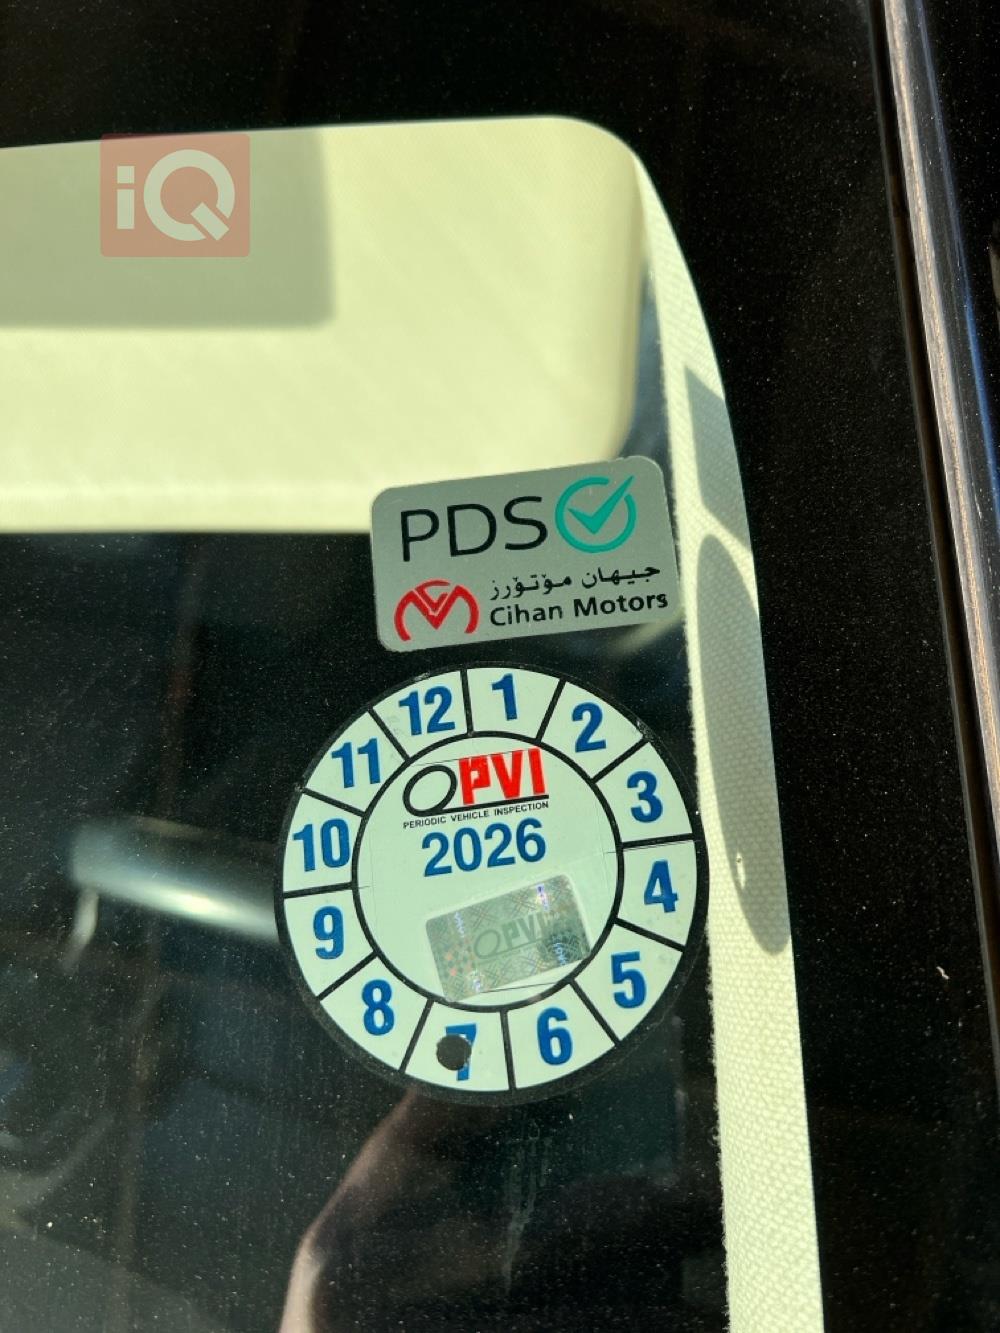 iQ
PDS
جیهان مۆتۆرز
Cihan Motors
12 1 2
11 3
10 4
9 5
8 7 6
PVI
PERIODIC VEHICLE INSPECTION
2026
PVI